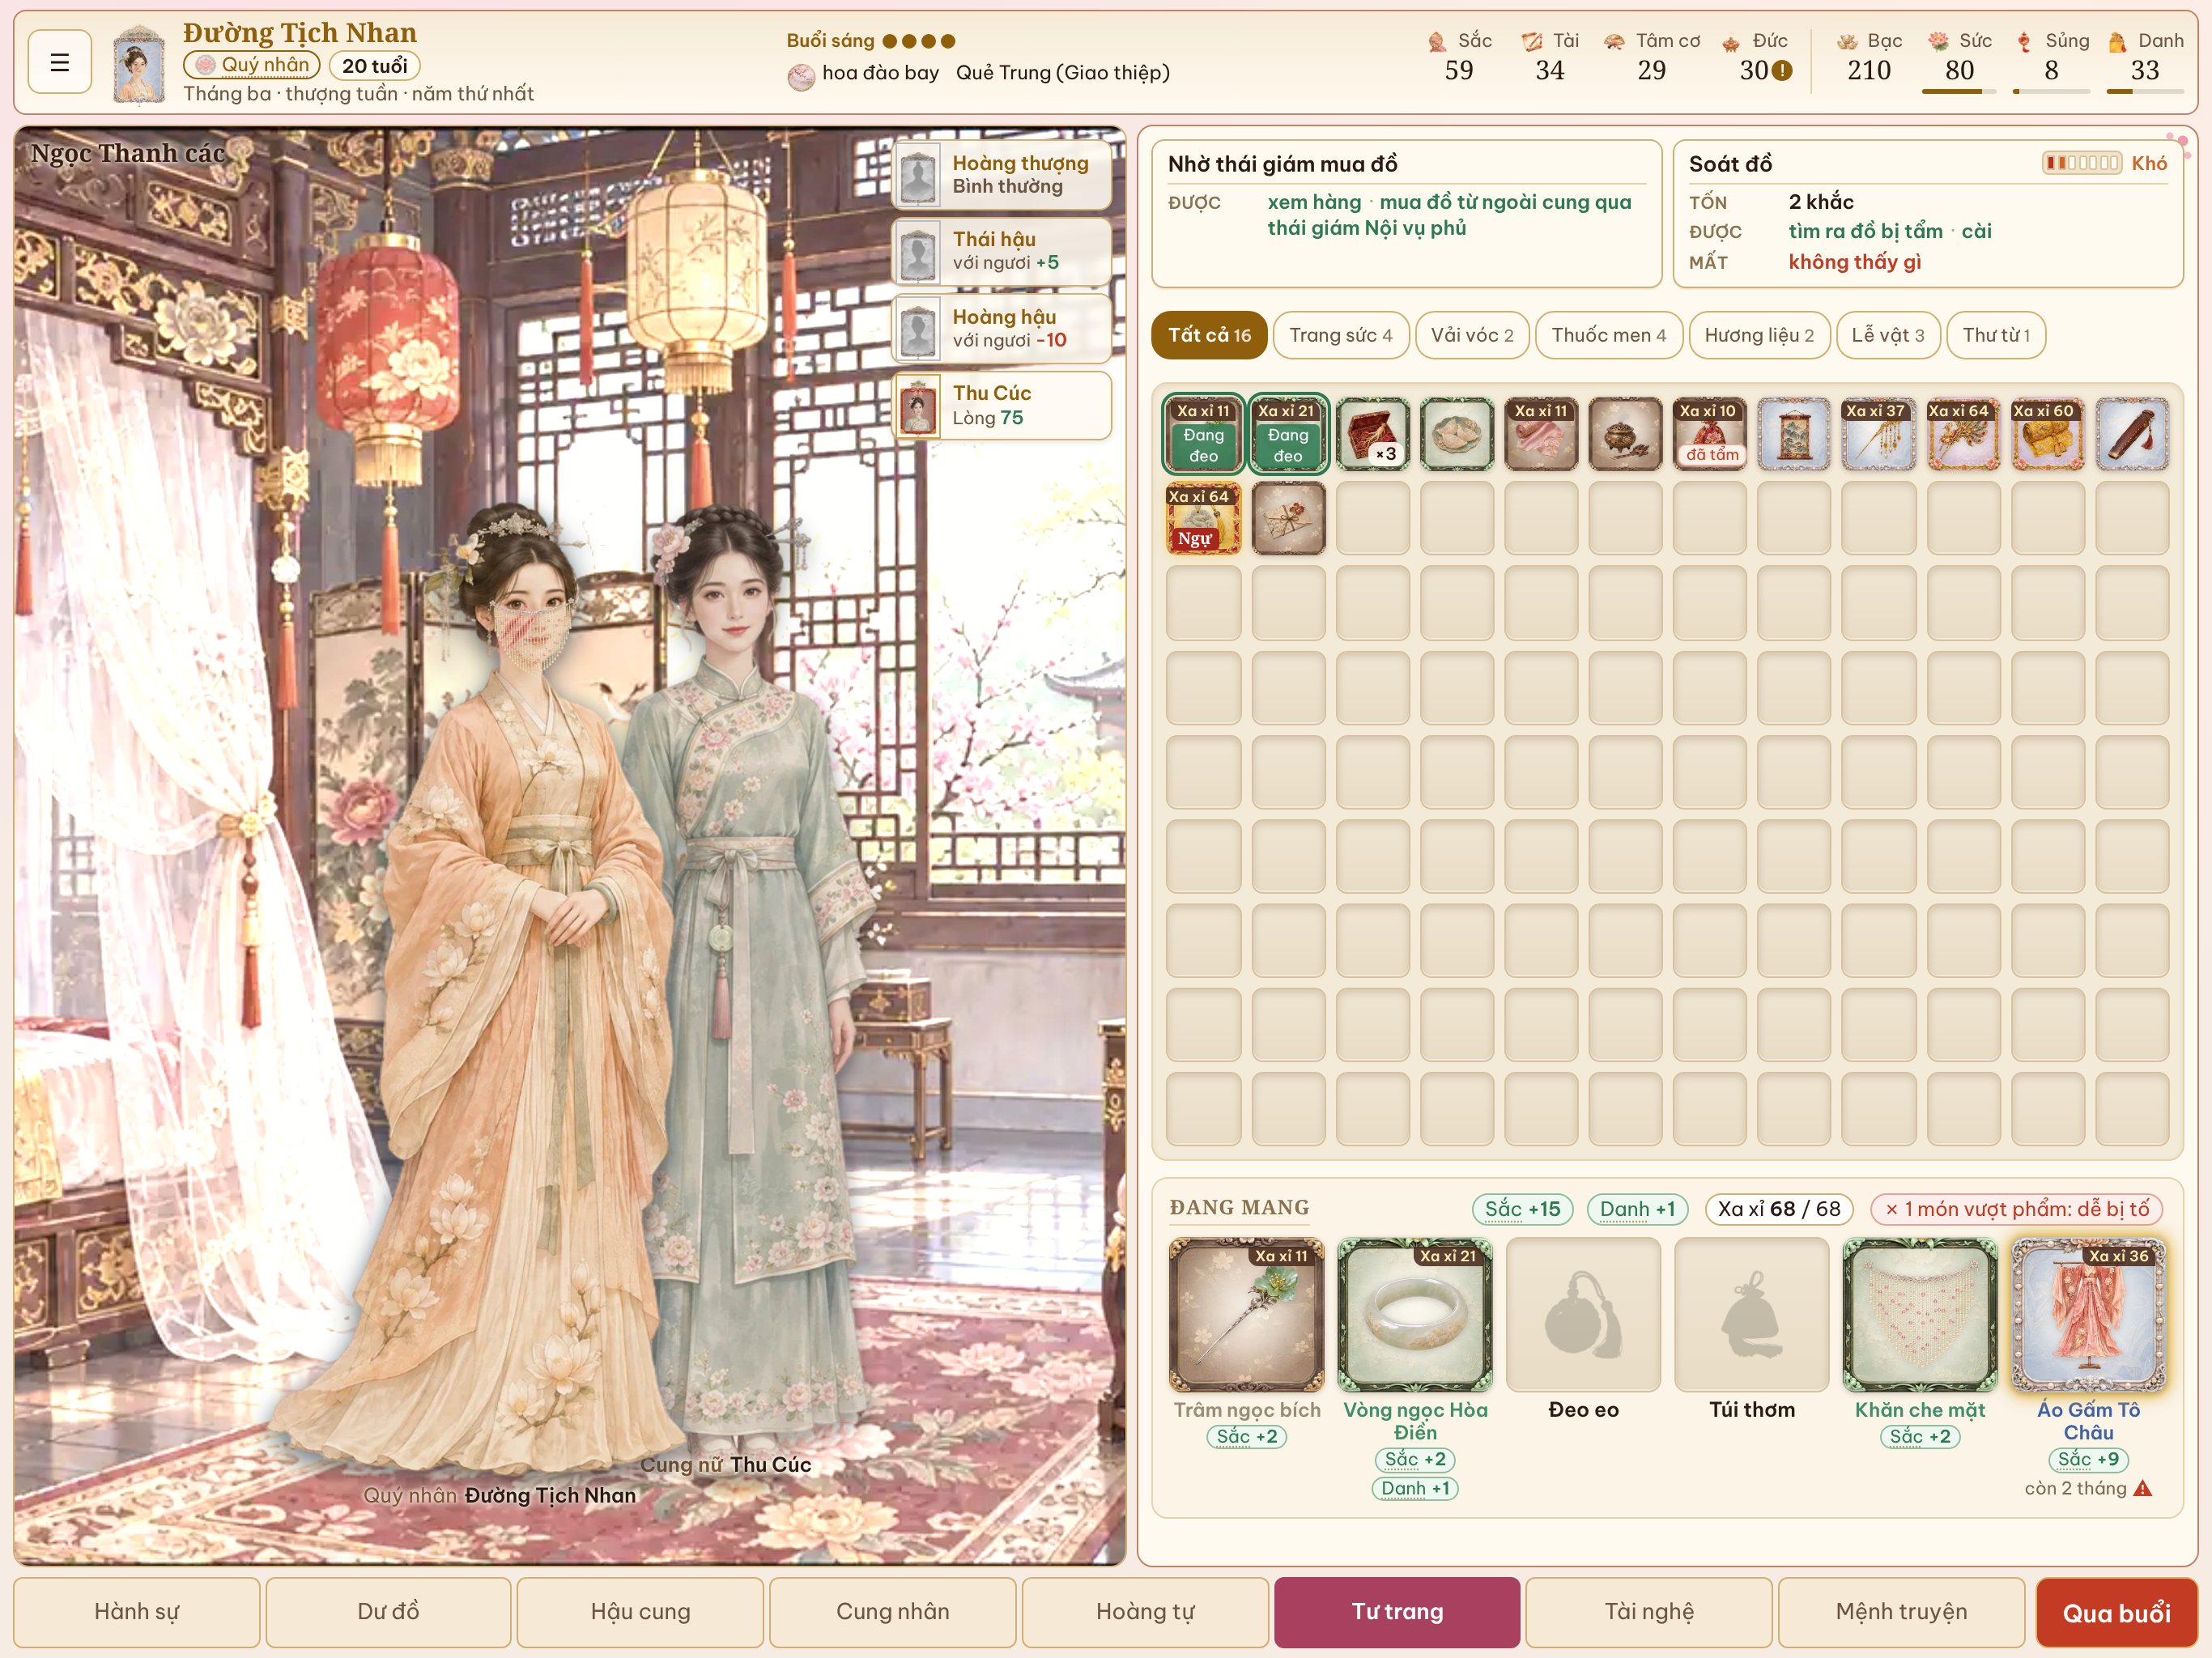 ☰
Đường Tịch Nhan
Quý nhân
20 tuổi
Tháng ba · thượng tuần · năm thứ nhất
Buổi sáng
hoa đào bay Quẻ Trung (Giao thiệp)
Sắc Tài Tâm cơ Đức Bạc Sức Sủng Danh
59 34 29 30 ! 210 80 8 33
Ngọc Thanh các
Hoàng thượng
Bình thường
Thái hậu
với ngươi +5
Hoàng hậu
với ngươi -10
Thu Cúc
Lòng 75
Cung nữ Thu Cúc
Quý nhân Đường Tịch Nhan
Nhờ thái giám mua đồ
ĐƯỢC xem hàng · mua đồ từ ngoài cung qua
thái giám Nội vụ phủ
Soát đồ Khó
TỐN 2 khắc
ĐƯỢC tìm ra đồ bị tẩm · cài
MẤT không thấy gì
Tất cả 16 Trang sức 4 Vải vóc 2 Thuốc men 4 Hương liệu 2 Lễ vật 3 Thư từ 1
Xa xỉ 11 Xa xỉ 21 Xa xỉ 11 Xa xỉ 10 Xa xỉ 37 Xa xỉ 64 Xa xỉ 60
Đang đeo Đang đeo ×3 đã tẩm
Xa xỉ 64
Ngự
ĐANG MANG
Sắc +15 Danh +1 Xa xỉ 68 / 68 × 1 món vượt phẩm: dễ bị tố
Xa xỉ 11 Xa xỉ 21 Xa xỉ 36
Trâm ngọc bích
Sắc +2
Vòng ngọc Hòa
Điền
Sắc +2
Danh +1
Đeo eo
Túi thơm
Khăn che mặt
Sắc +2
Áo Gấm Tô
Châu
Sắc +9
còn 2 tháng
Hành sự Dư đồ Hậu cung Cung nhân Hoàng tự Tư trang Tài nghệ Mệnh truyện Qua buổi